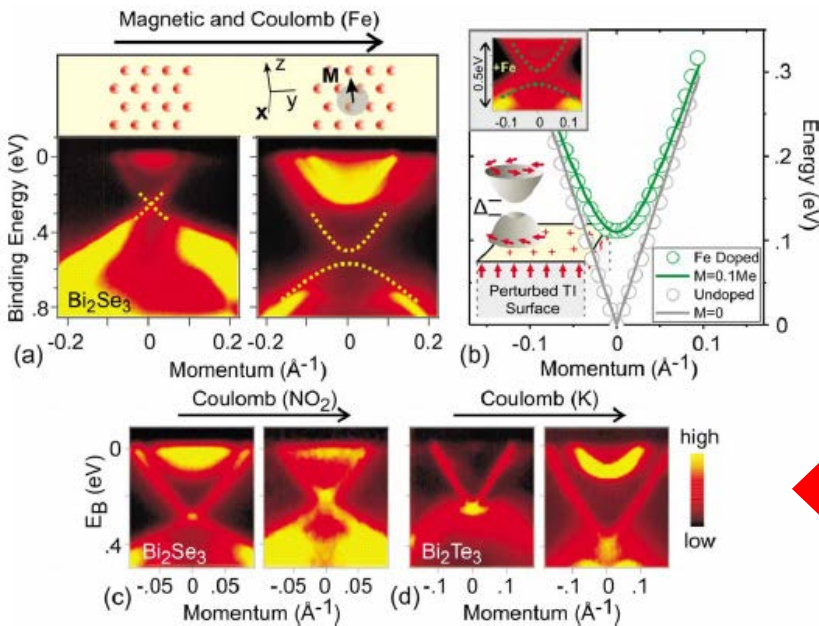 Magnetic and Coulomb (Fe)
z
M
x
y
Binding Energy (eV)
0
.4
.8
Bi2Se3
-0.2
0
0.2
-0.2
0
0.2
(a)
Momentum (Å-1)
0.5eV
+Fe
-0.1
0
0.1
.3
.2
.1
0
Energy (eV)
Δ
Perturbed TI
Surface
Fe Doped
M=0.1Me
Undoped
M=0
-0.1
0.0
0.1
(b)
Momentum (Å-1)
Coulomb (NO2)
Coulomb (K)
EB (eV)
0
.4
Bi2Se3
Bi2Te3
high
low
-.05
0
.05
-.05
0
.05
-.1
0
.1
-.1
0
.1
(c)
Momentum (Å-1)
(d)
Momentum (Å-1)